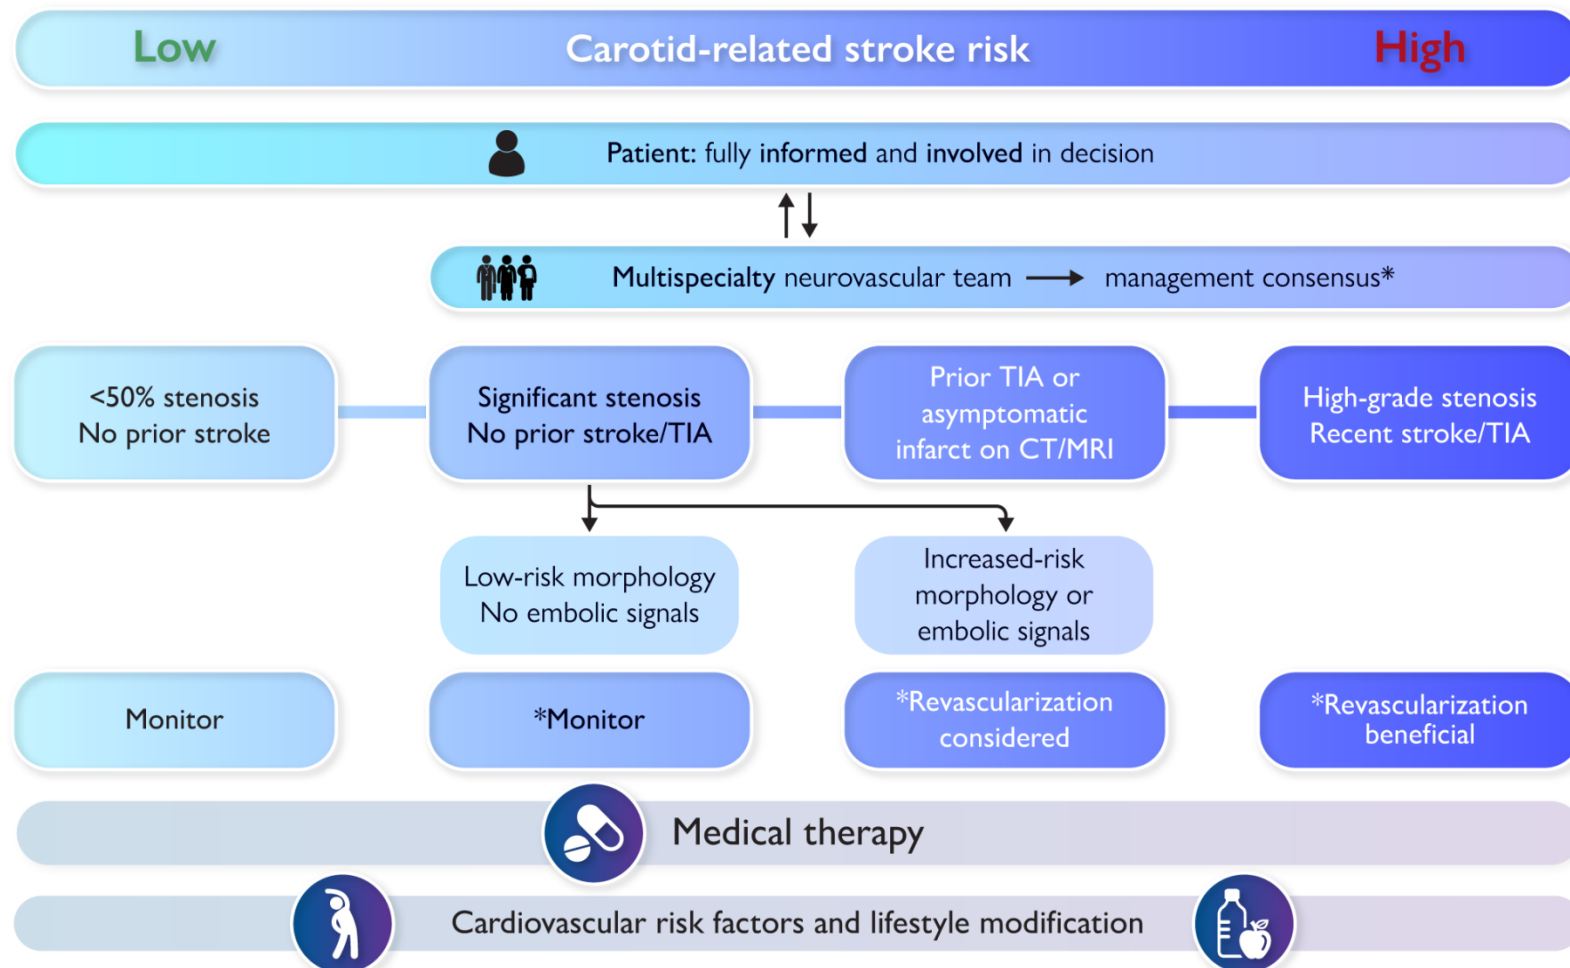 Low Carotid-related stroke risk High
Patient: fully informed and involved in decision
Multispecialty neurovascular team management consensus*
<50% stenosis
No prior stroke
Significant stenosis
No prior stroke/TIA
Prior TIA or
asymptomatic
infarct on CT/MRI
High-grade stenosis
Recent stroke/TIA
Low-risk morphology
No embolic signals
Increased-risk
morphology or
embolic signals
Monitor
*Monitor
*Revascularization
considered
*Revascularization
beneficial
Medical therapy
Cardiovascular risk factors and lifestyle modification